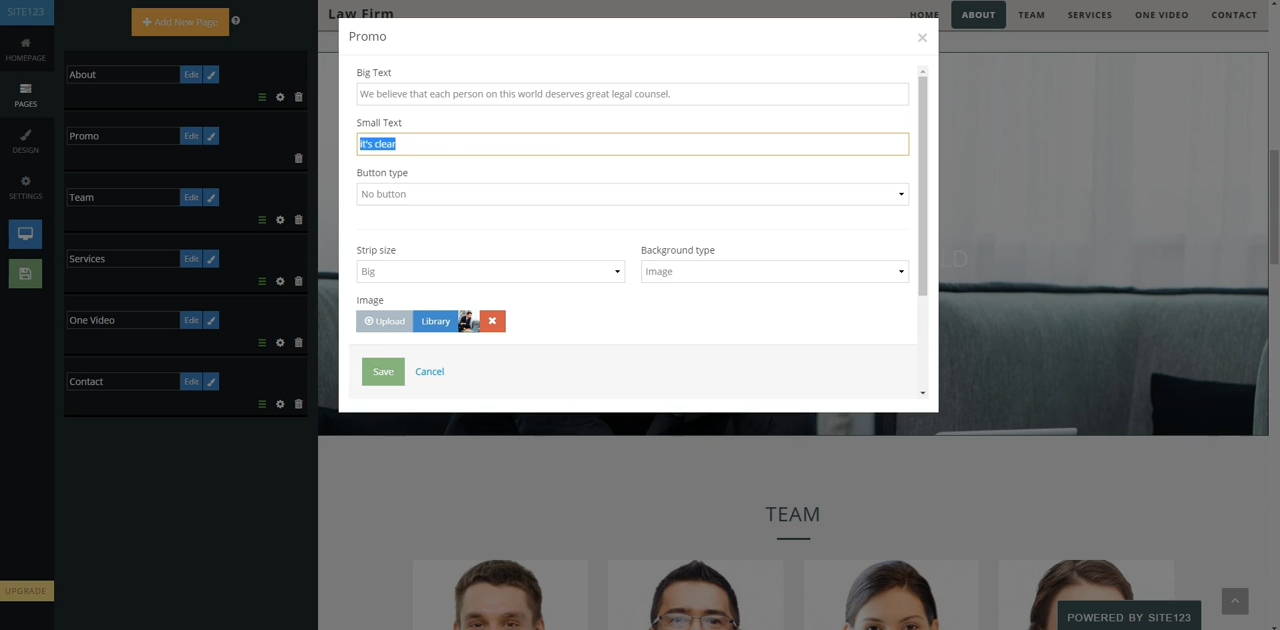 SITE123
HOMEPAGE
PAGES
DESIGN
SETTINGS
UPGRADE
Add New Page
?
About
Edit
Promo
Edit
Team
Edit
Services
Edit
One Video
Edit
Contact
Edit
Law Firm
HOME
ABOUT
TEAM
SERVICES
ONE VIDEO
CONTACT
Promo
Big Text
We believe that each person on this world deserves great legal counsel.
Small Text
it's clear
Button type
No button
Strip size
Big
Background type
Image
Image
Upload
Library
Save
Cancel
LD
TEAM
POWERED BY SITE123